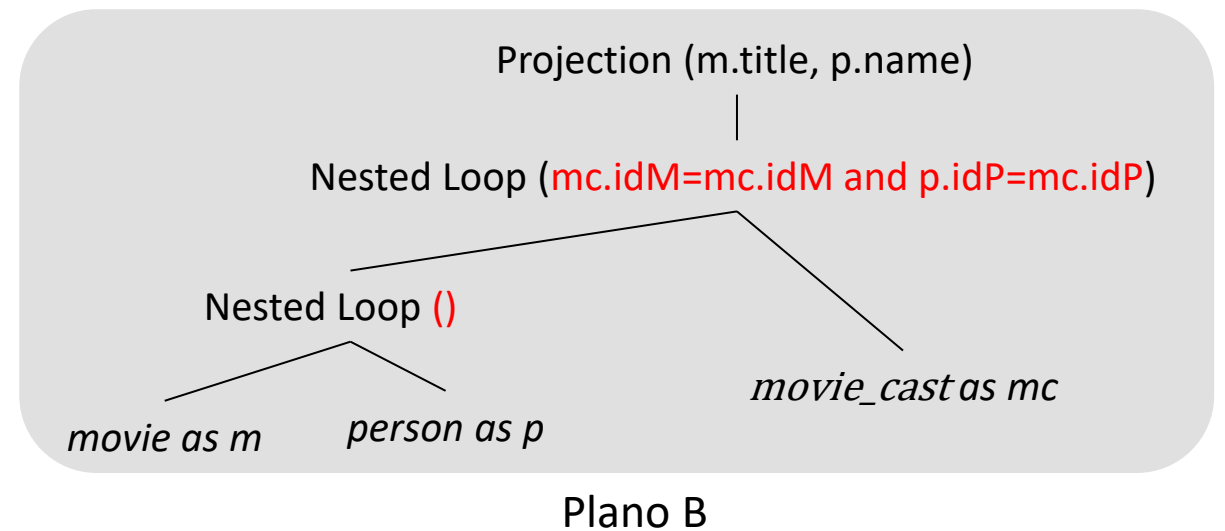 Projection (m.title, p.name)
Nested Loop (mc.idM=mc.idM and p.idP=mc.idP)
Nested Loop ()
movie as m
person as p
movie_cast as mc
Plano B